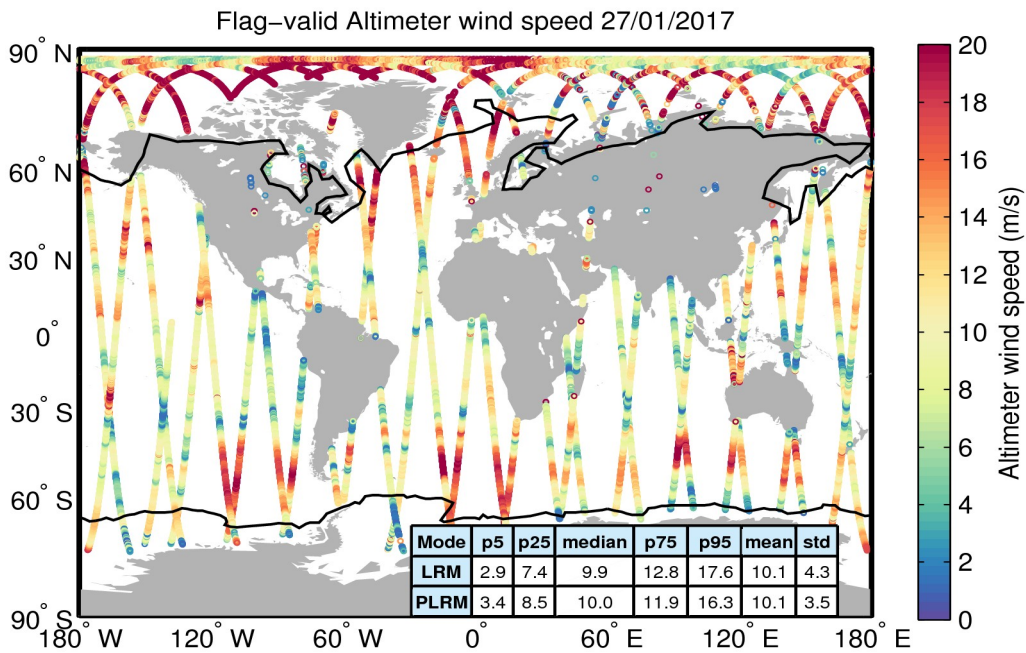 Flag−valid Altimeter wind speed 27/01/2017
90° N
60° N
30° N
0°
30° S
60° S
90° S
180° W
120° W
60° W
0°
60° E
120° E
180° E
Mode p5 p25 median p75 p95 mean std
LRM 2.9 7.4 9.9 12.8 17.6 10.1 4.3
PLRM 3.4 8.5 10.0 11.9 16.3 10.1 3.5
20
18
16
14
12
10
8
6
4
2
0
Altimeter wind speed (m/s)